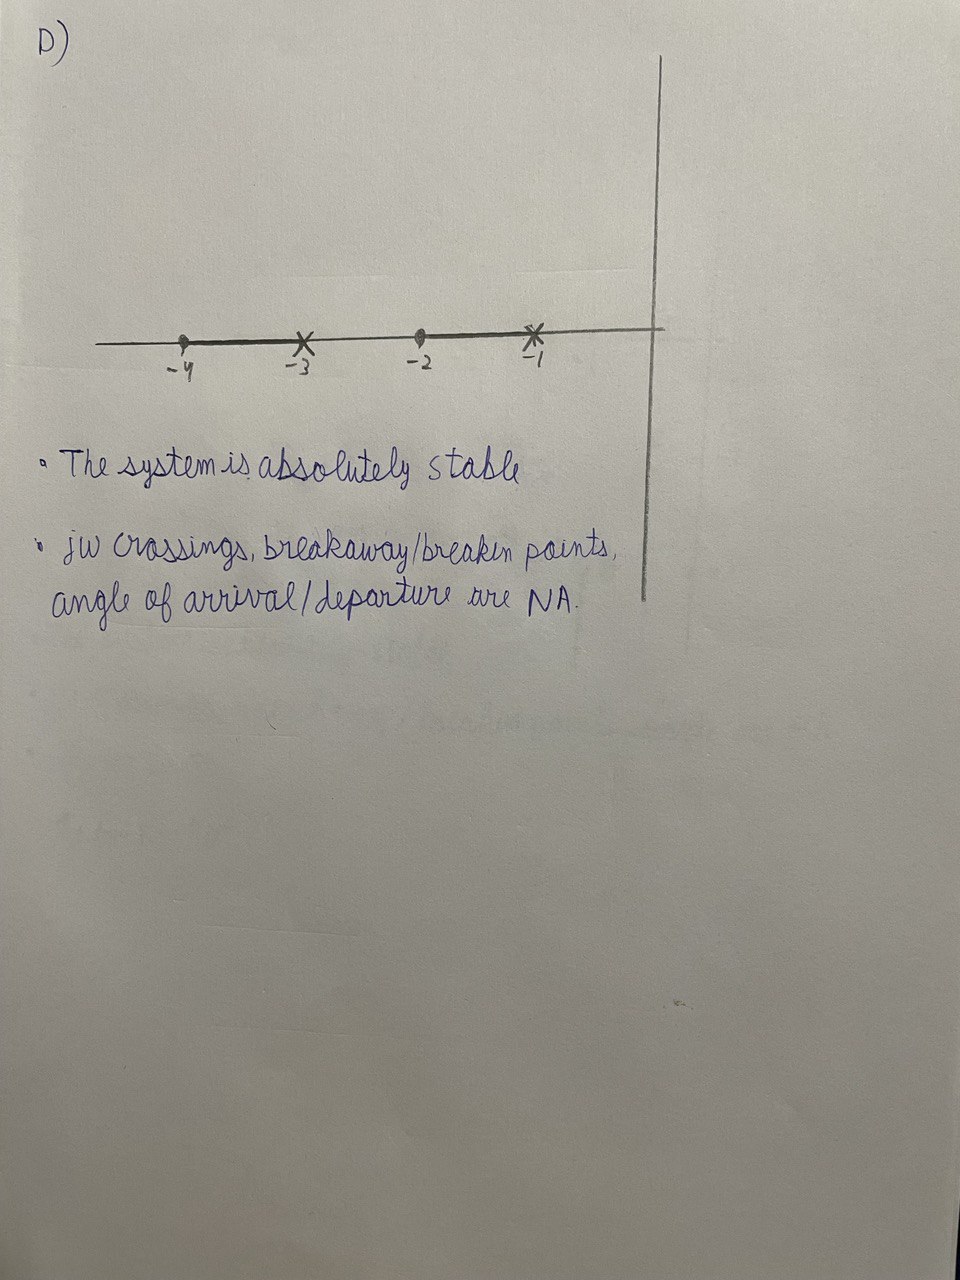 D)
-4 -3 -2 -1
• The system is absolutely stable
• jw crossings, breakaway/breakin points,
angle of arrival/departure are NA.